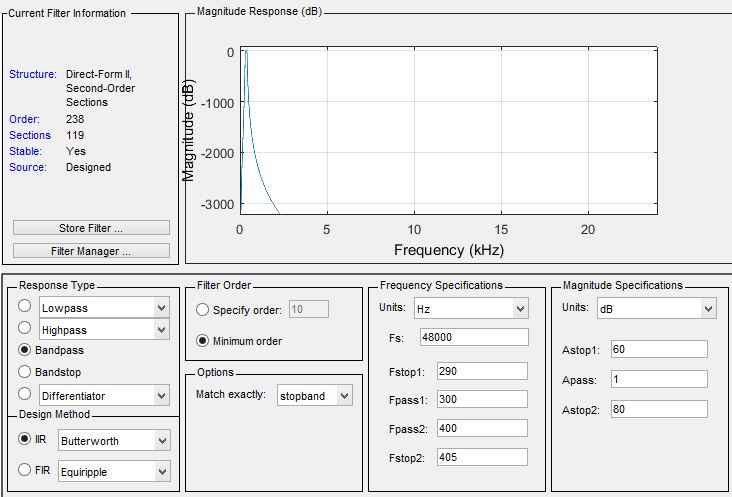 Current Filter Information
Structure: Direct-Form II,
Second-Order
Sections
Order: 238
Sections 119
Stable: Yes
Source: Designed
Store Filter ...
Filter Manager ...
Magnitude Response (dB)
Magnitude (dB)
0
-1000
-2000
-3000
0 5 10 15 20
Frequency (kHz)
Response Type
Lowpass
Highpass
Bandpass
Bandstop
Differentiator
Design Method
IIR Butterworth
FIR Equiripple
Filter Order
Specify order: 10
Minimum order
Options
Match exactly: stopband
Frequency Specifications
Units: Hz
Fs: 48000
Fstop1: 290
Fpass1: 300
Fpass2: 400
Fstop2: 405
Magnitude Specifications
Units: dB
Astop1: 60
Apass: 1
Astop2: 80